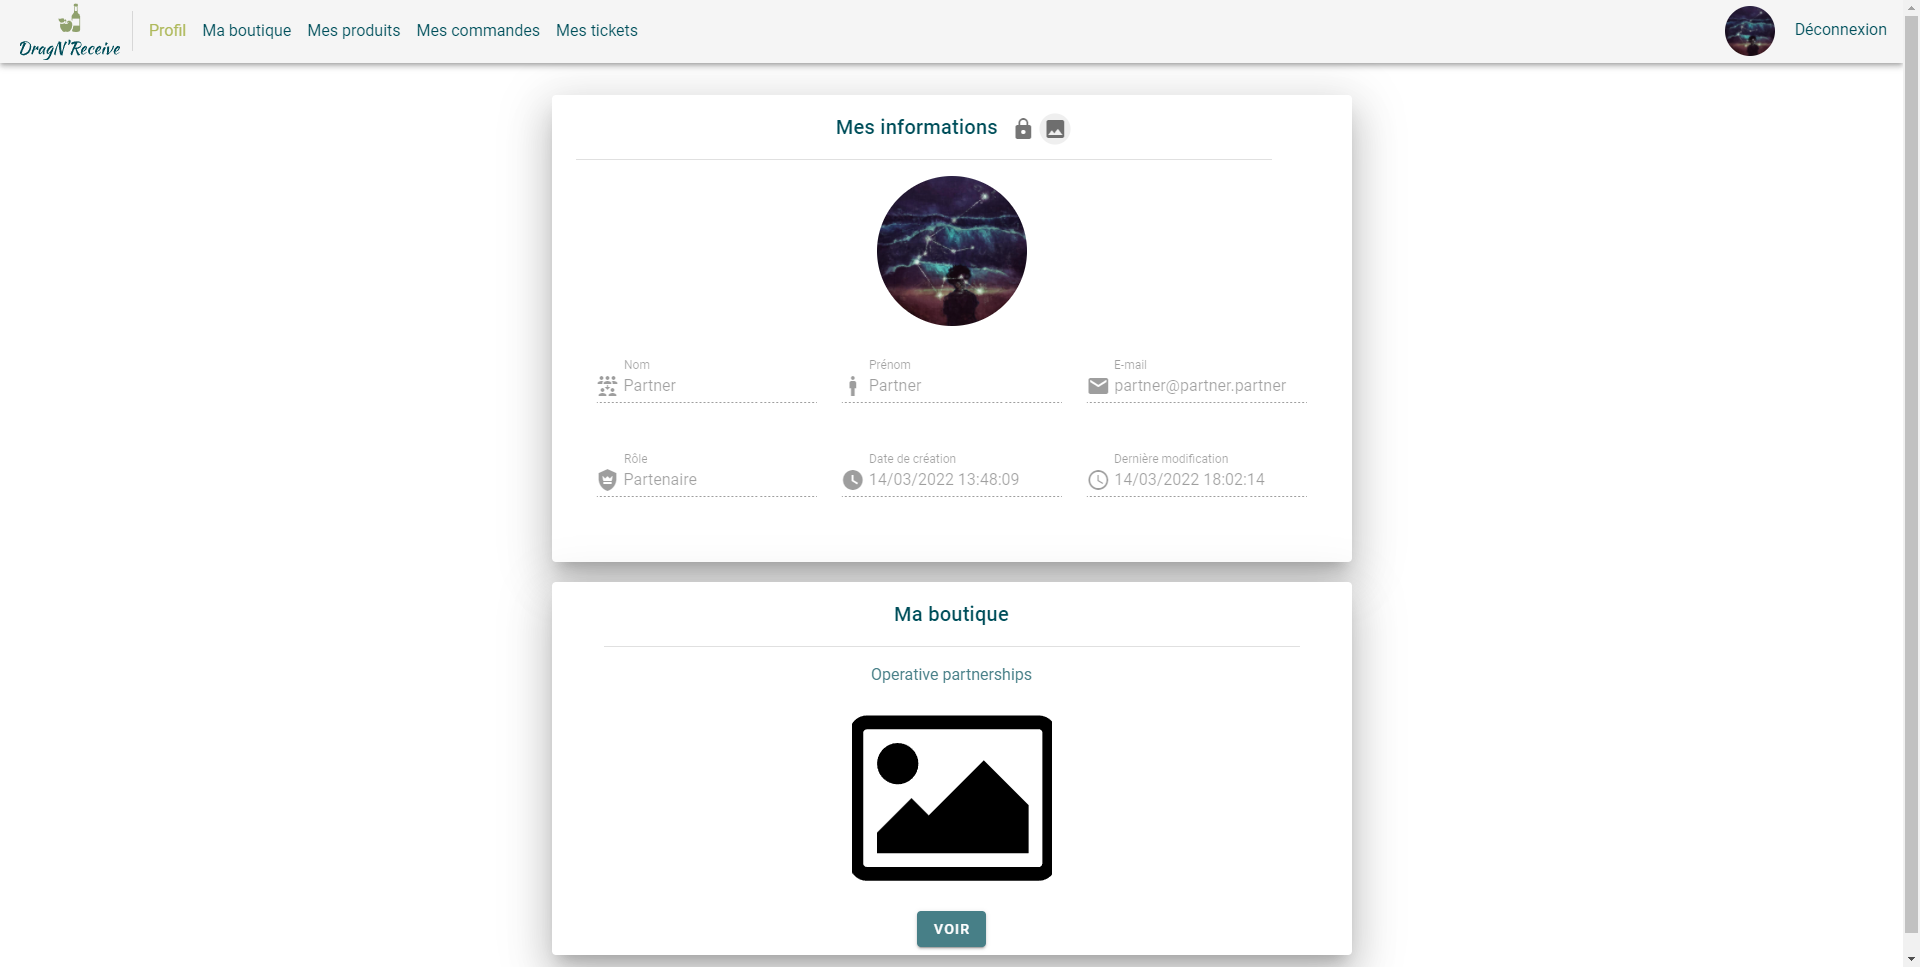 DragN'Receive
Profil Ma boutique Mes produits Mes commandes Mes tickets Déconnexion
Mes informations
Nom Prénom E-mail
Partner Partner partner@partner.partner
Rôle Date de création Dernière modification
Partenaire 14/03/2022 13:48:09 14/03/2022 18:02:14
Ma boutique
Operative partnerships
VOIR